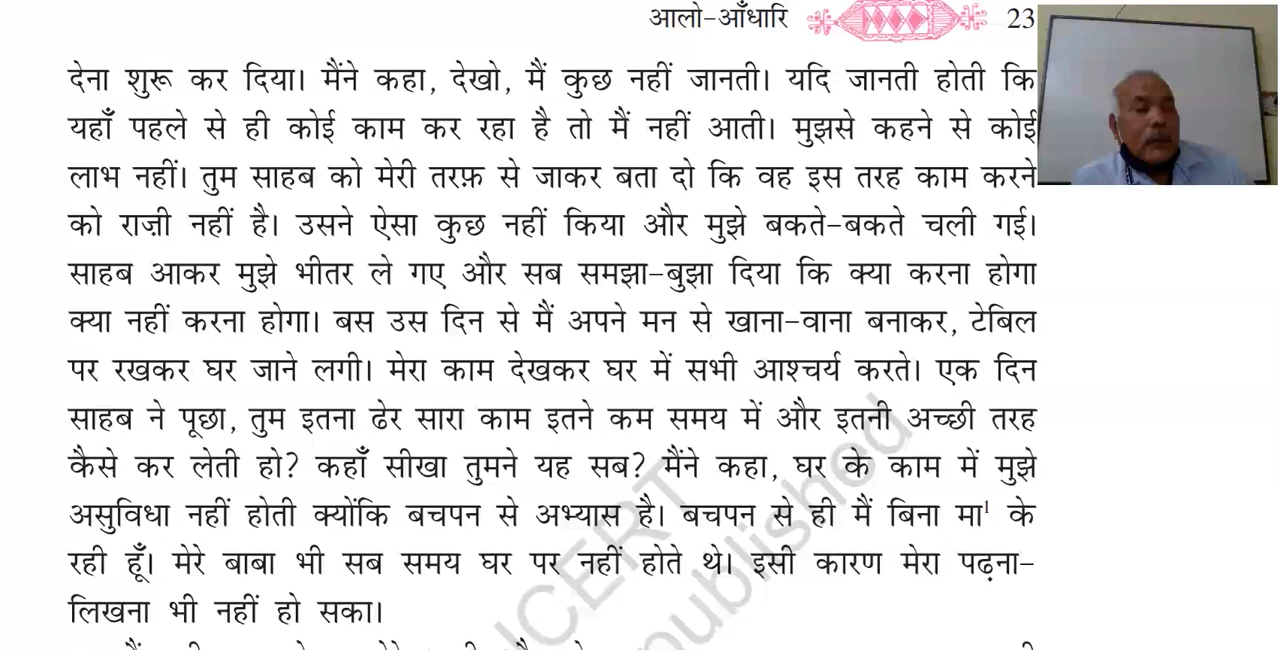 आलो-आँधारि 23
देना शुरू कर दिया। मैंने कहा, देखो, मैं कुछ नहीं जानती। यदि जानती होती कि
यहाँ पहले से ही कोई काम कर रहा है तो मैं नहीं आती। मुझसे कहने से कोई
लाभ नहीं। तुम साहब को मेरी तरफ़ से जाकर बता दो कि वह इस तरह काम करने
को राज़ी नहीं है। उसने ऐसा कुछ नहीं किया और मुझे बकते-बकते चली गई।
साहब आकर मुझे भीतर ले गए और सब समझा-बुझा दिया कि क्या करना होगा
क्या नहीं करना होगा। बस उस दिन से मैं अपने मन से खाना-वाना बनाकर, टेबिल
पर रखकर घर जाने लगी। मेरा काम देखकर घर में सभी आश्चर्य करते। एक दिन
साहब ने पूछा, तुम इतना ढेर सारा काम इतने कम समय में और इतनी अच्छी तरह
कैसे कर लेती हो? कहाँ सीखा तुमने यह सब? मैंने कहा, घर के काम में मुझे
असुविधा नहीं होती क्योंकि बचपन से अभ्यास है। बचपन से ही मैं बिना मा¹ के
रही हूँ। मेरे बाबा भी सब समय घर पर नहीं होते थे। इसी कारण मेरा पढ़ना-
लिखना भी नहीं हो सका।
NCERT
published